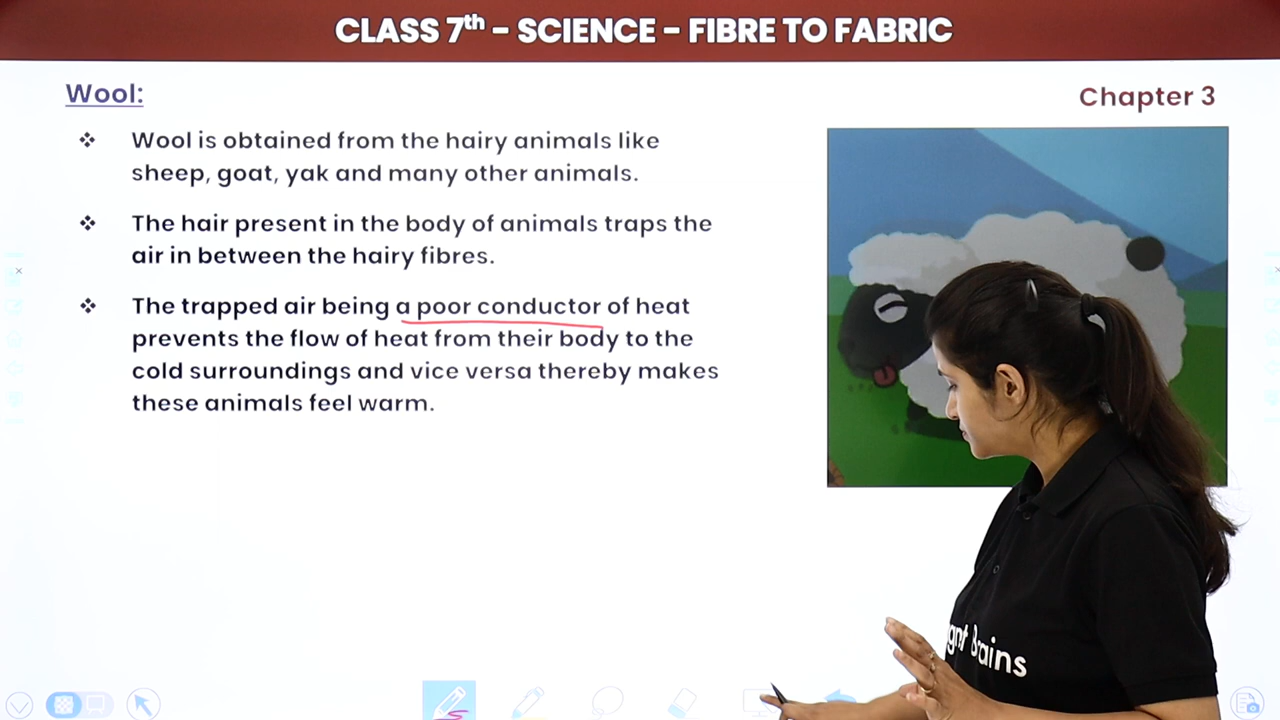 CLASS 7th – SCIENCE – FIBRE TO FABRIC
Wool:
Chapter 3
❖ Wool is obtained from the hairy animals like
sheep, goat, yak and many other animals.
❖ The hair present in the body of animals traps the
air in between the hairy fibres.
❖ The trapped air being a poor conductor of heat
prevents the flow of heat from their body to the
cold surroundings and vice versa thereby makes
these animals feel warm.
Brains